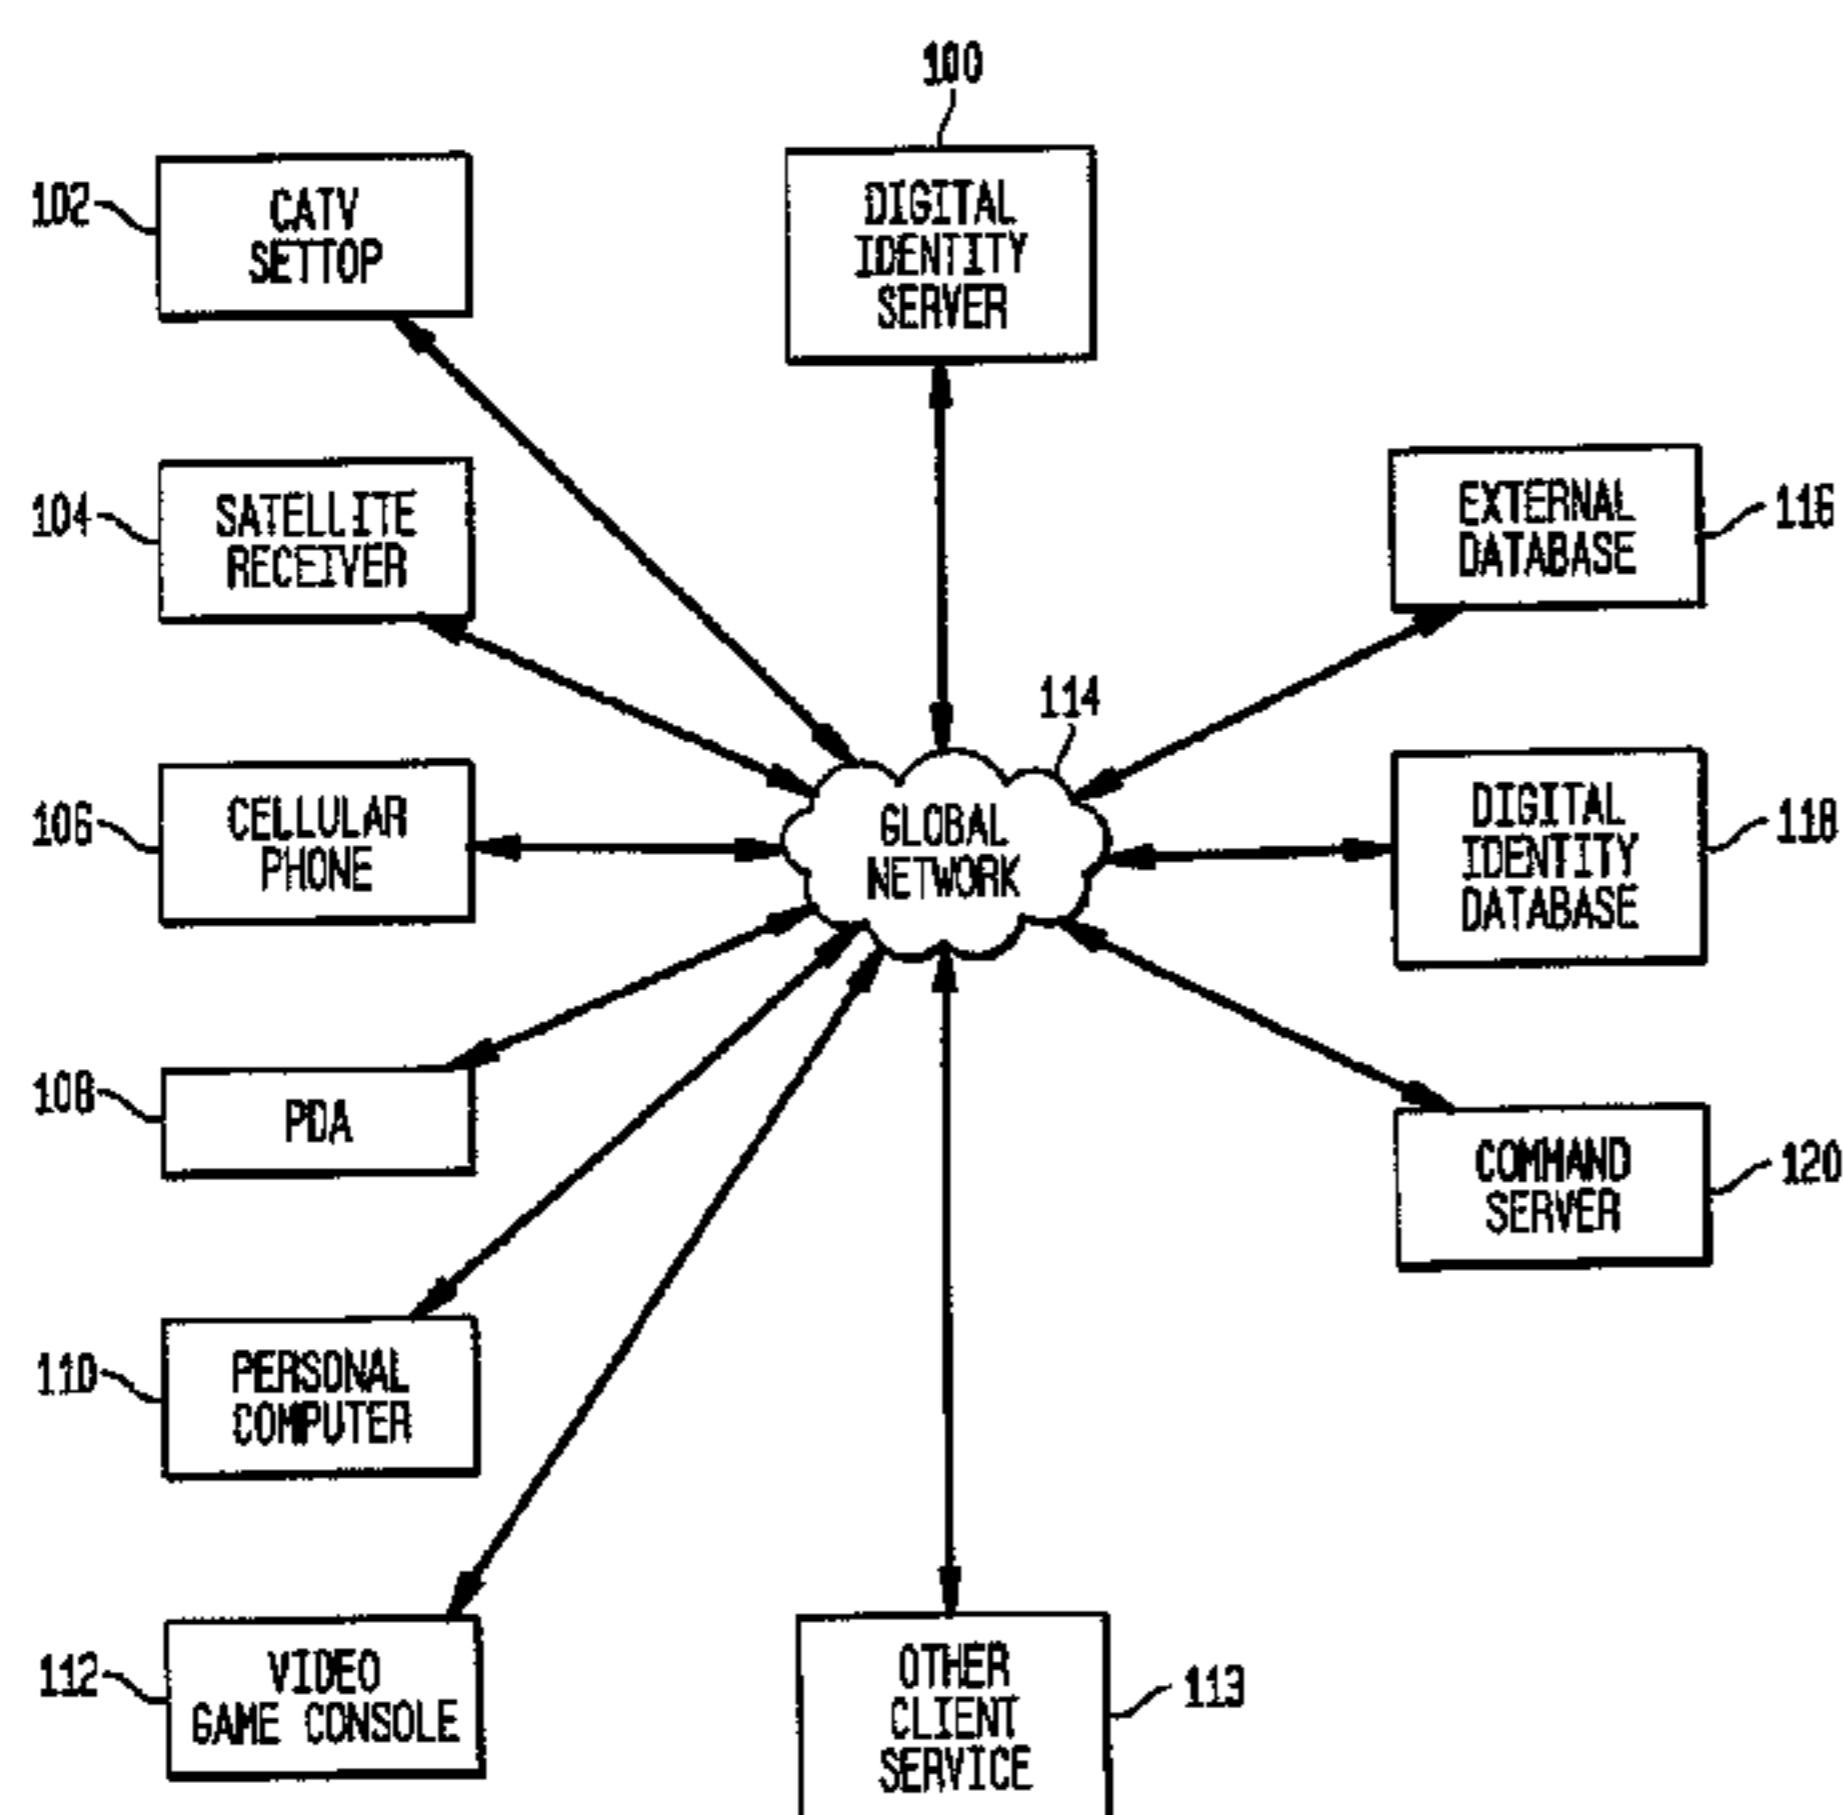 100
102
CATV
SETTOP
DIGITAL
IDENTITY
SERVER
104
SATELLITE
RECEIVER
EXTERNAL
DATABASE
116
114
106
CELLULAR
PHONE
GLOBAL
NETWORK
DIGITAL
IDENTITY
DATABASE
118
108
PDA
COMMAND
SERVER
120
110
PERSONAL
COMPUTER
112
VIDEO
GAME CONSOLE
OTHER
CLIENT
SERVICE
113